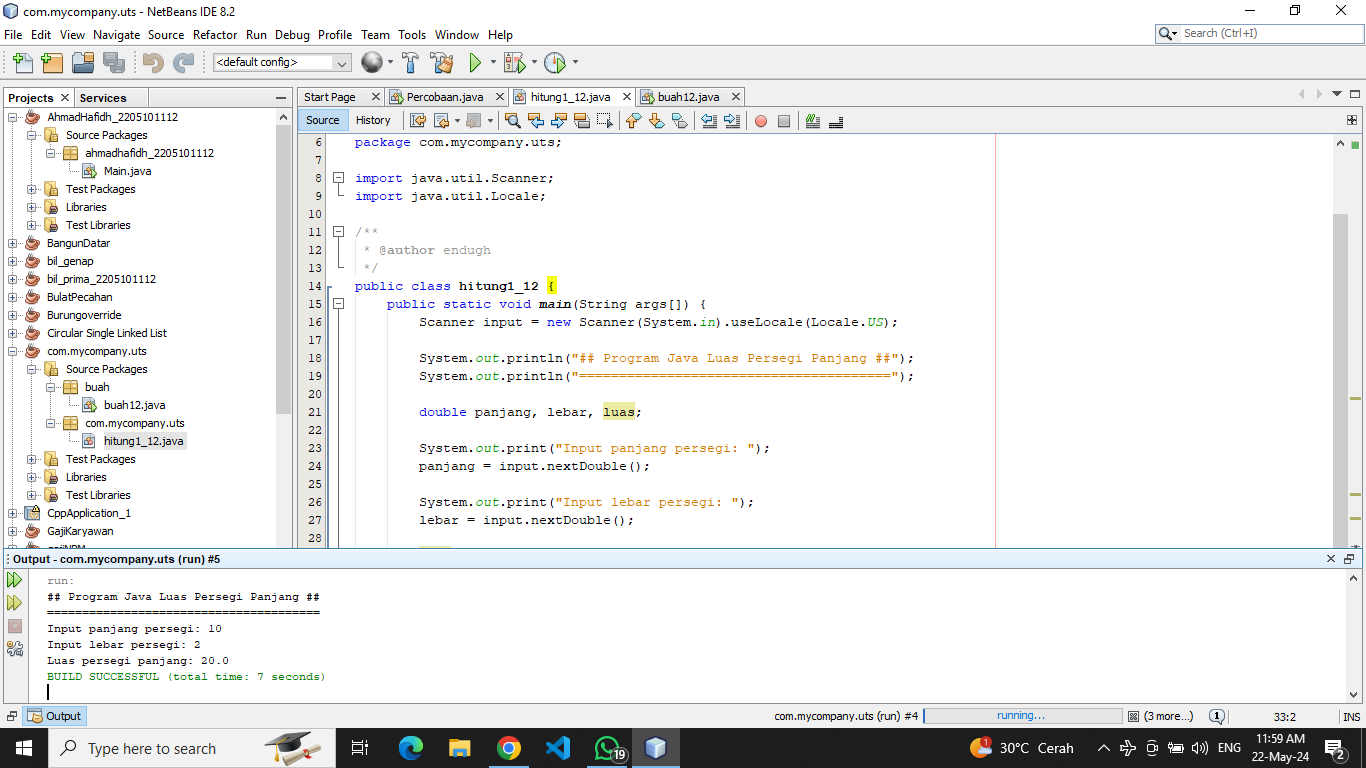 com.mycompany.uts - NetBeans IDE 8.2
File Edit View Navigate Source Refactor Run Debug Profile Team Tools Window Help
Search (Ctrl+I)
<default config>
Projects Services
AhmadHafidh_2205101112
Source Packages
ahmadhafidh_2205101112
Main.java
Test Packages
Libraries
Test Libraries
BangunDatar
bil_genap
bil_prima_2205101112
BulatPecahan
Burungoverride
Circular Single Linked List
com.mycompany.uts
Source Packages
buah
buah12.java
com.mycompany.uts
hitung1_12.java
Test Packages
Libraries
Test Libraries
CppApplication_1
GajiKaryawan
Start Page Percobaan.java hitung1_12.java buah12.java
Source History
6 package com.mycompany.uts;
7
8 import java.util.Scanner;
9 import java.util.Locale;
10
11 /**
12 * @author endugh
13 */
14 public class hitung1_12 {
15 public static void main(String args[]) {
16 Scanner input = new Scanner(System.in).useLocale(Locale.US);
17
18 System.out.println("## Program Java Luas Persegi Panjang ##");
19 System.out.println("=======================================");
20
21 double panjang, lebar, luas;
22
23 System.out.print("Input panjang persegi: ");
24 panjang = input.nextDouble();
25
26 System.out.print("Input lebar persegi: ");
27 lebar = input.nextDouble();
28
Output - com.mycompany.uts (run) #5
run:
## Program Java Luas Persegi Panjang ##
=======================================
Input panjang persegi: 10
Input lebar persegi: 2
Luas persegi panjang: 20.0
BUILD SUCCESSFUL (total time: 7 seconds)
Output
com.mycompany.uts (run) #4 running... (3 more...) 1 33:2 INS
Type here to search
19
1 30°C Cerah
ENG
11:59 AM
22-May-24
2